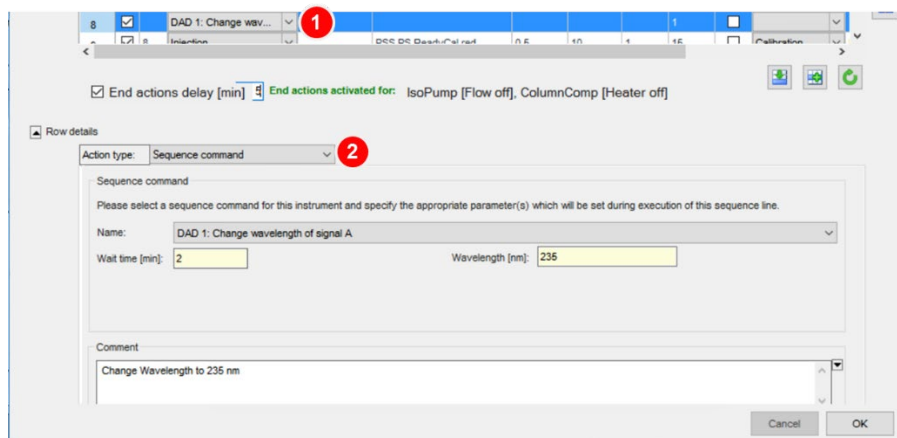 8 DAD 1: Change wav... 1 1
8 Injection PSS PS ReadyCal red 0.5 10 1 15 Calibration
End actions delay [min] End actions activated for: IsoPump [Flow off], ColumnComp [Heater off]
Row details
Action type: Sequence command 2
Sequence command
Please select a sequence command for this instrument and specify the appropriate parameter(s) which will be set during execution of this sequence line.
Name: DAD 1: Change wavelength of signal A
Wait time [min]: 2 Wavelength [nm]: 235
Comment
Change Wavelength to 235 nm
Cancel OK